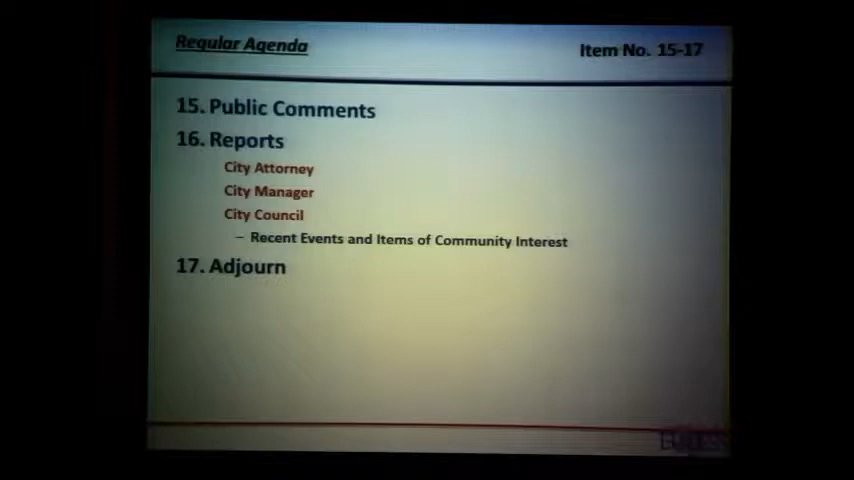 Regular Agenda
Item No. 15-17
15. Public Comments
16. Reports
City Attorney
City Manager
City Council
– Recent Events and Items of Community Interest
17. Adjourn